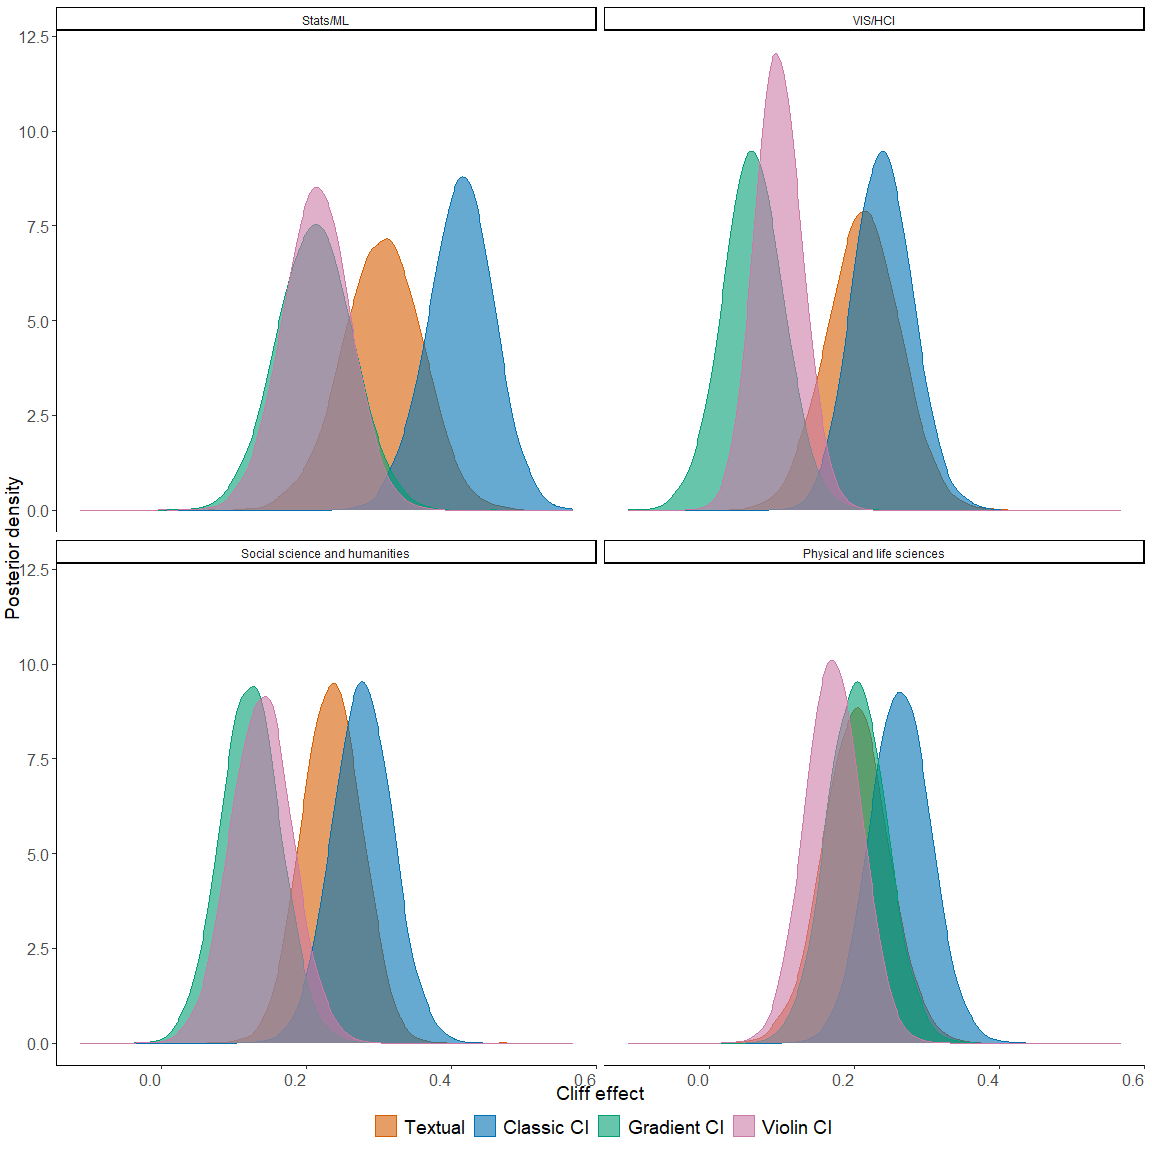 Stats/ML
VIS/HCI
12.5
10.0
7.5
5.0
2.5
0.0
Posterior density
Social science and humanities
Physical and life sciences
12.5
10.0
7.5
5.0
2.5
0.0
0.0 0.2 0.4 0.6
0.0 0.2 0.4 0.6
Cliff effect
Textual Classic CI Gradient CI Violin CI